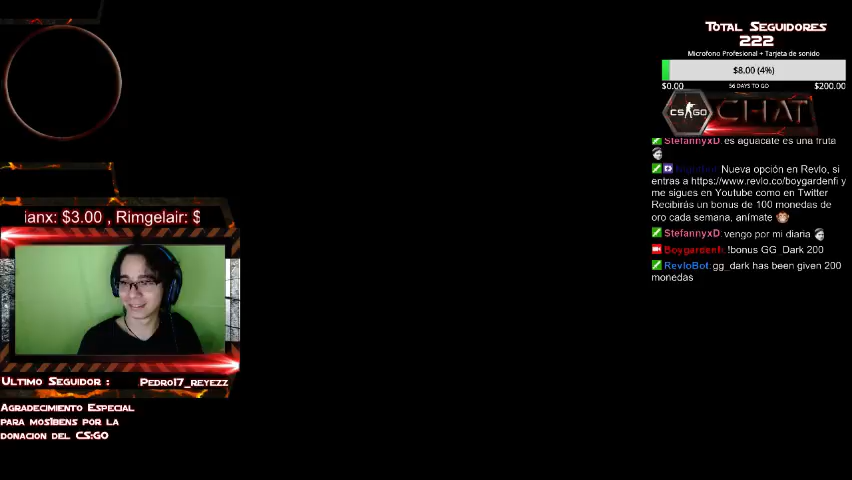 Total Seguidores
222
Microfono Profesional + Tarjeta de sonido
$8.00 (4%)
$0.00 56 DAYS TO GO $200.00
CS GO CHAT
StefannyxD: es aguacate es una fruta
Nueva opción en Revlo, si
entras a https://www.revlo.co/boygardenfi y
me sigues en Youtube como en Twitter
Recibirás un bonus de 100 monedas de
oro cada semana, anímate
StefannyxD: vengo por mi diaria
Boygardenfi: !bonus GG_Dark 200
RevloBot: gg_dark has been given 200
monedas
ianx: $3.00 , Rimgelair: $
Ultimo Seguidor : Pedro17_reyezz
Agradecimiento Especial
para mosibens por la
donacion del CS:GO